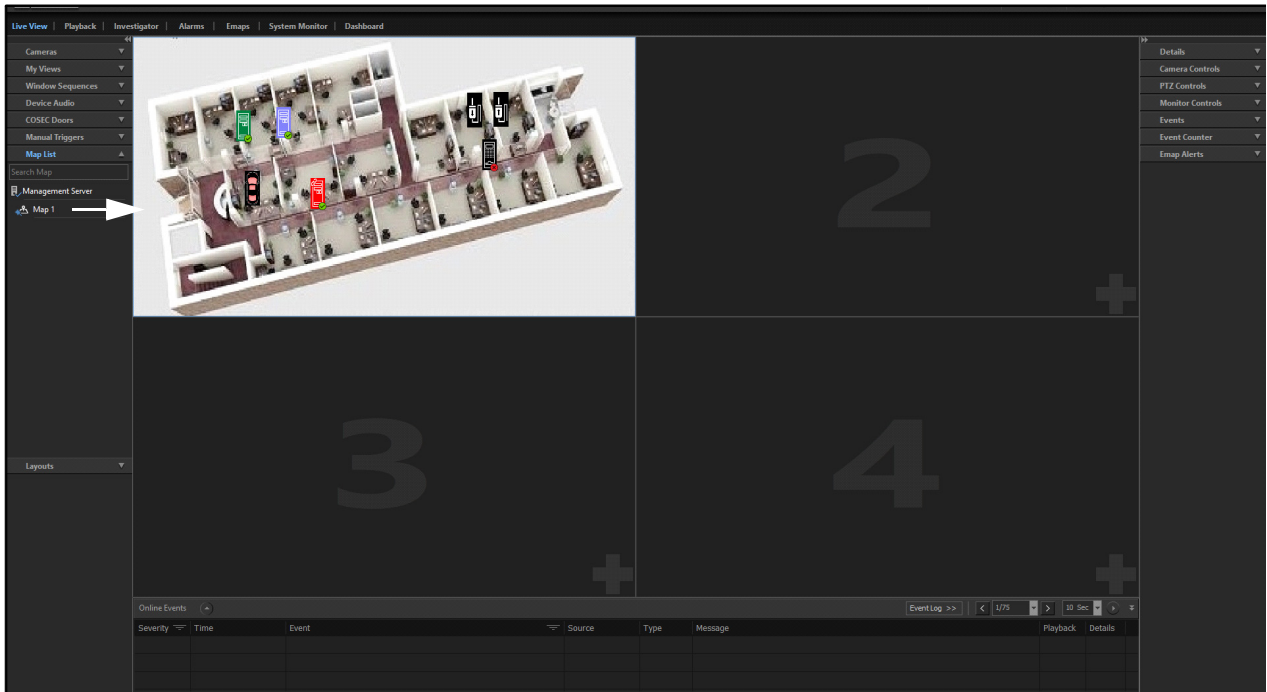 Live View | Playback | Investigator | Alarms | Emaps | System Monitor | Dashboard
Cameras
My Views
Window Sequences
Device Audio
COSEC Doors
Manual Triggers
Map List
Search Map
Management Server
Map 1
Layouts
2
3
4
Details
Camera Controls
PTZ Controls
Monitor Controls
Events
Event Counter
Emap Alerts
Online Events
Event Log >>
1/75
10 Sec
Severity Time Event Source Type Message Playback Details